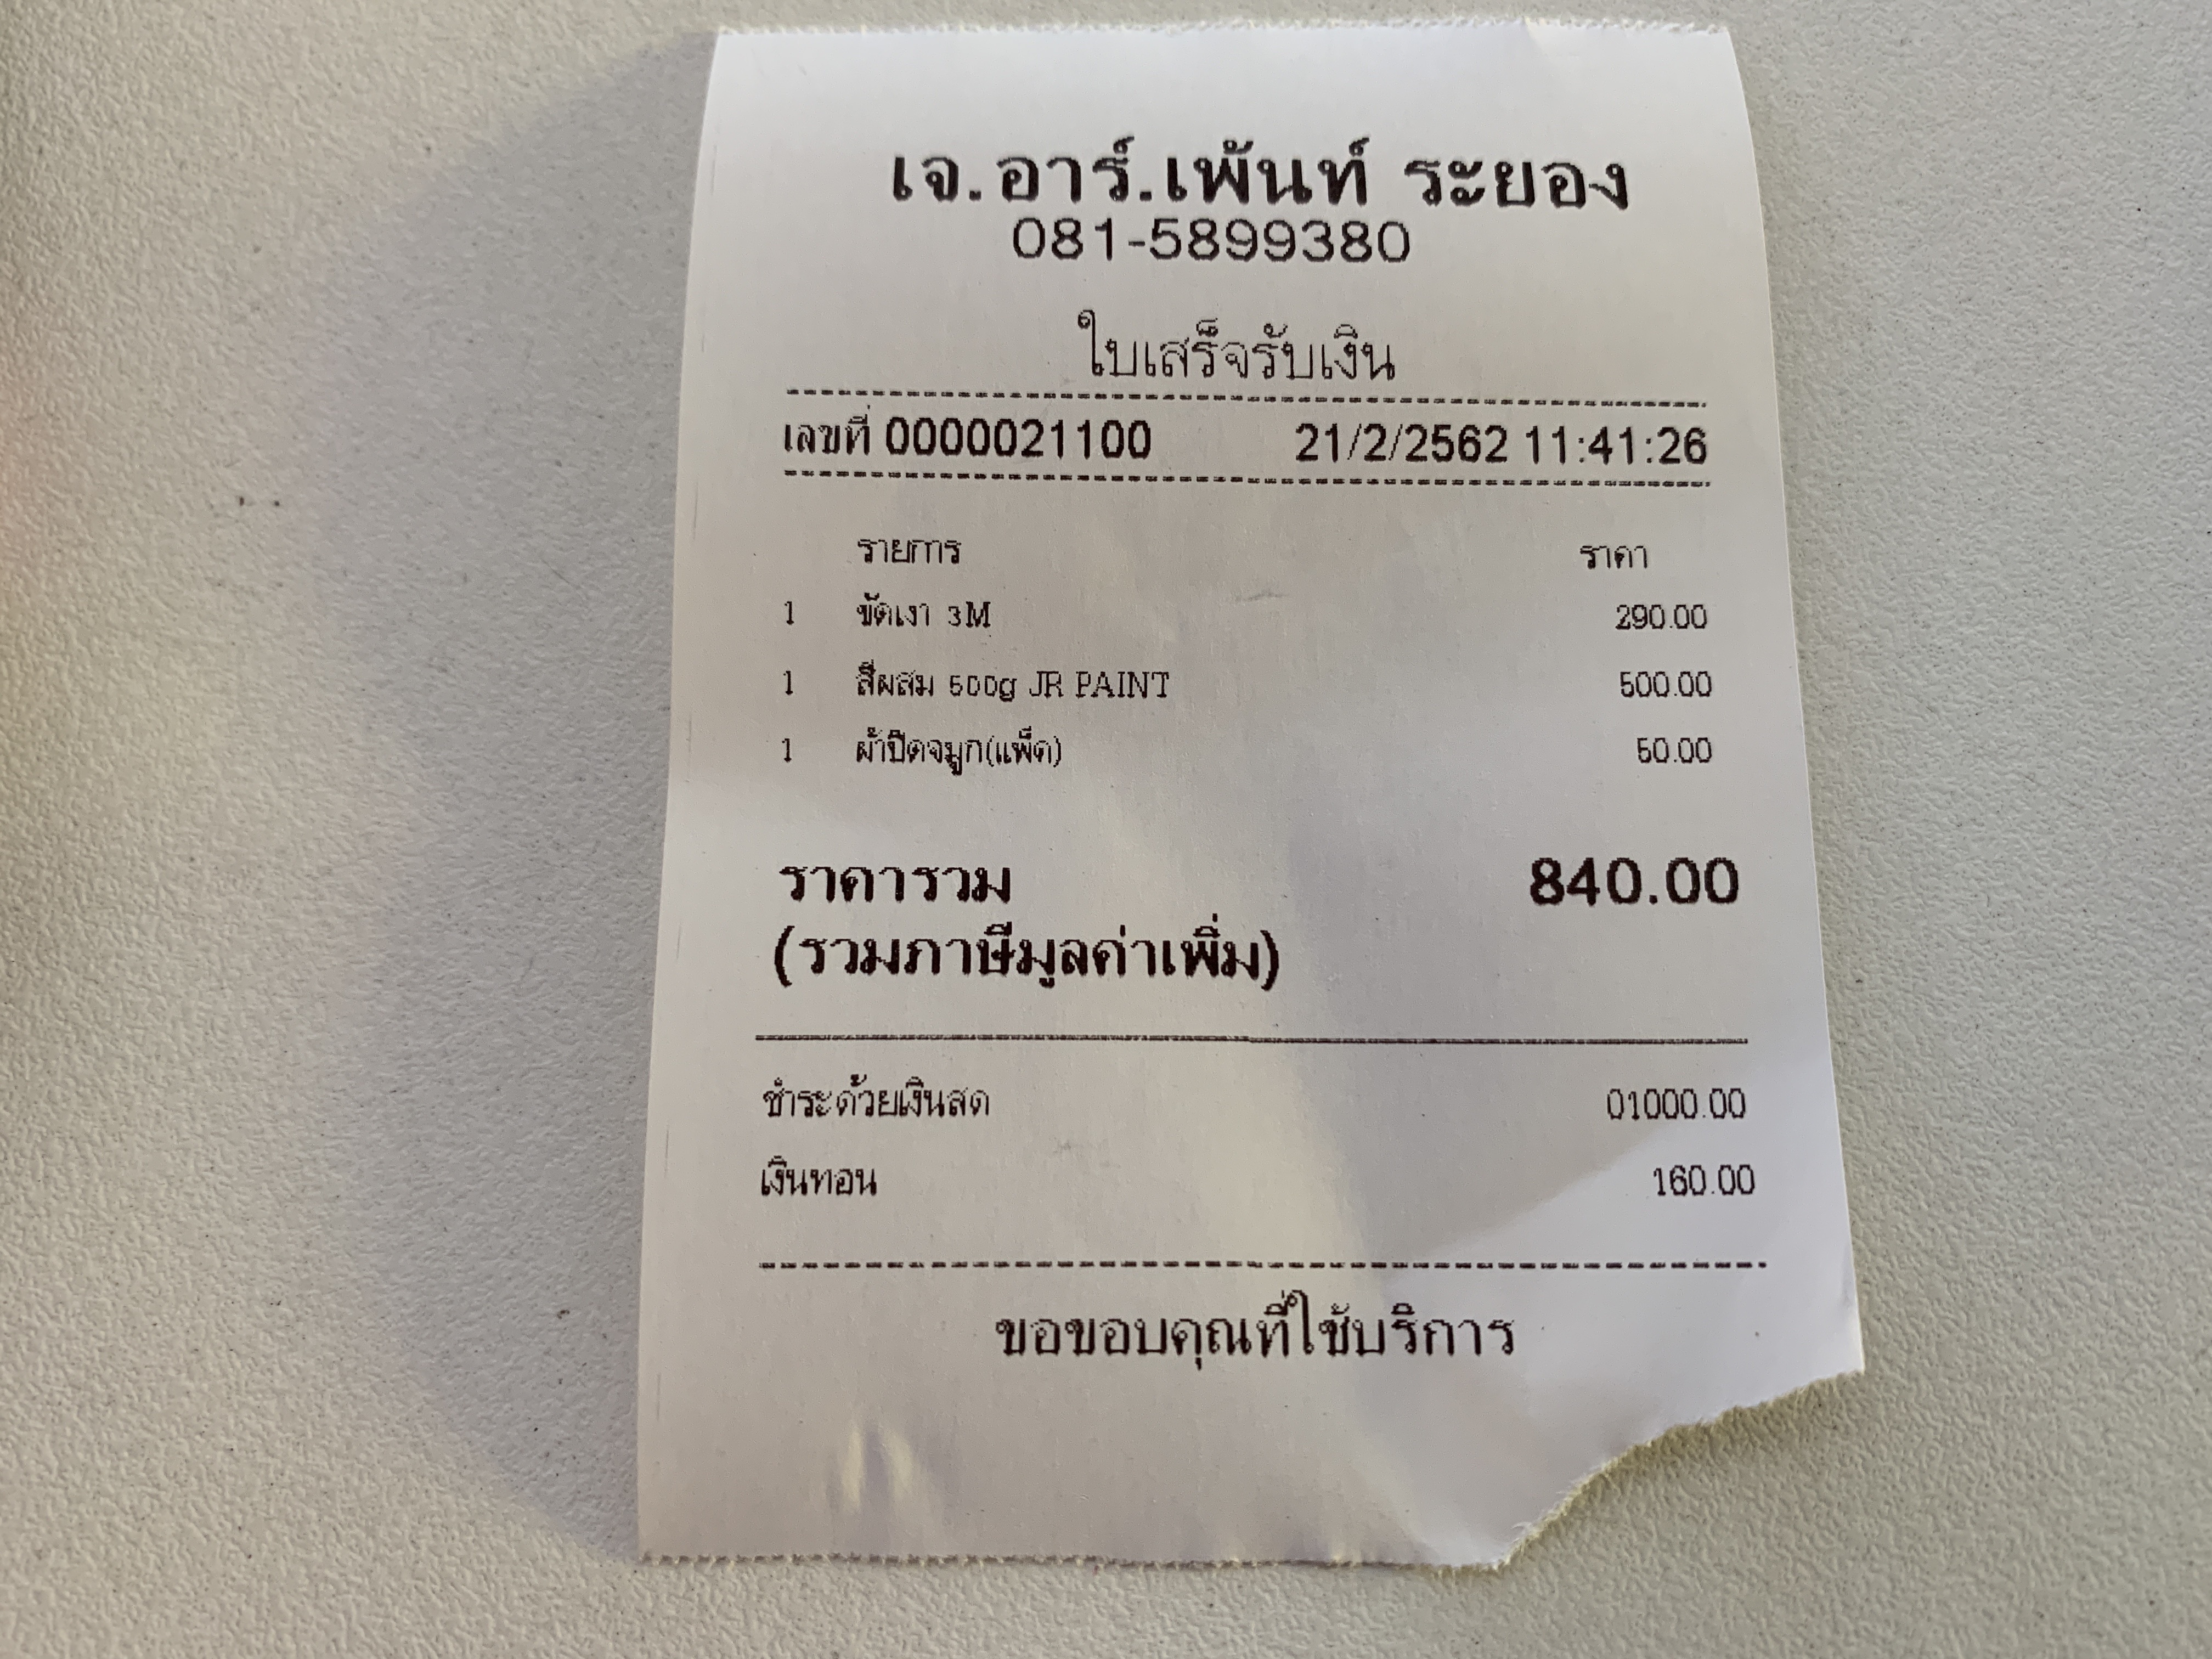 เจ.อาร์.เพ้นท์ ระยอง
081-5899380
ใบเสร็จรับเงิน
เลขที่ 0000021100 21/2/2562 11:41:26
รายการ ราคา
1 ขัดเงา 3M 290.00
1 สีผสม 500g JR PAINT 500.00
1 ผ้าปิดจมูก(แพ็ค) 50.00
ราคารวม 840.00
(รวมภาษีมูลค่าเพิ่ม)
ชำระด้วยเงินสด 01000.00
เงินทอน 160.00
ขอขอบคุณที่ใช้บริการ